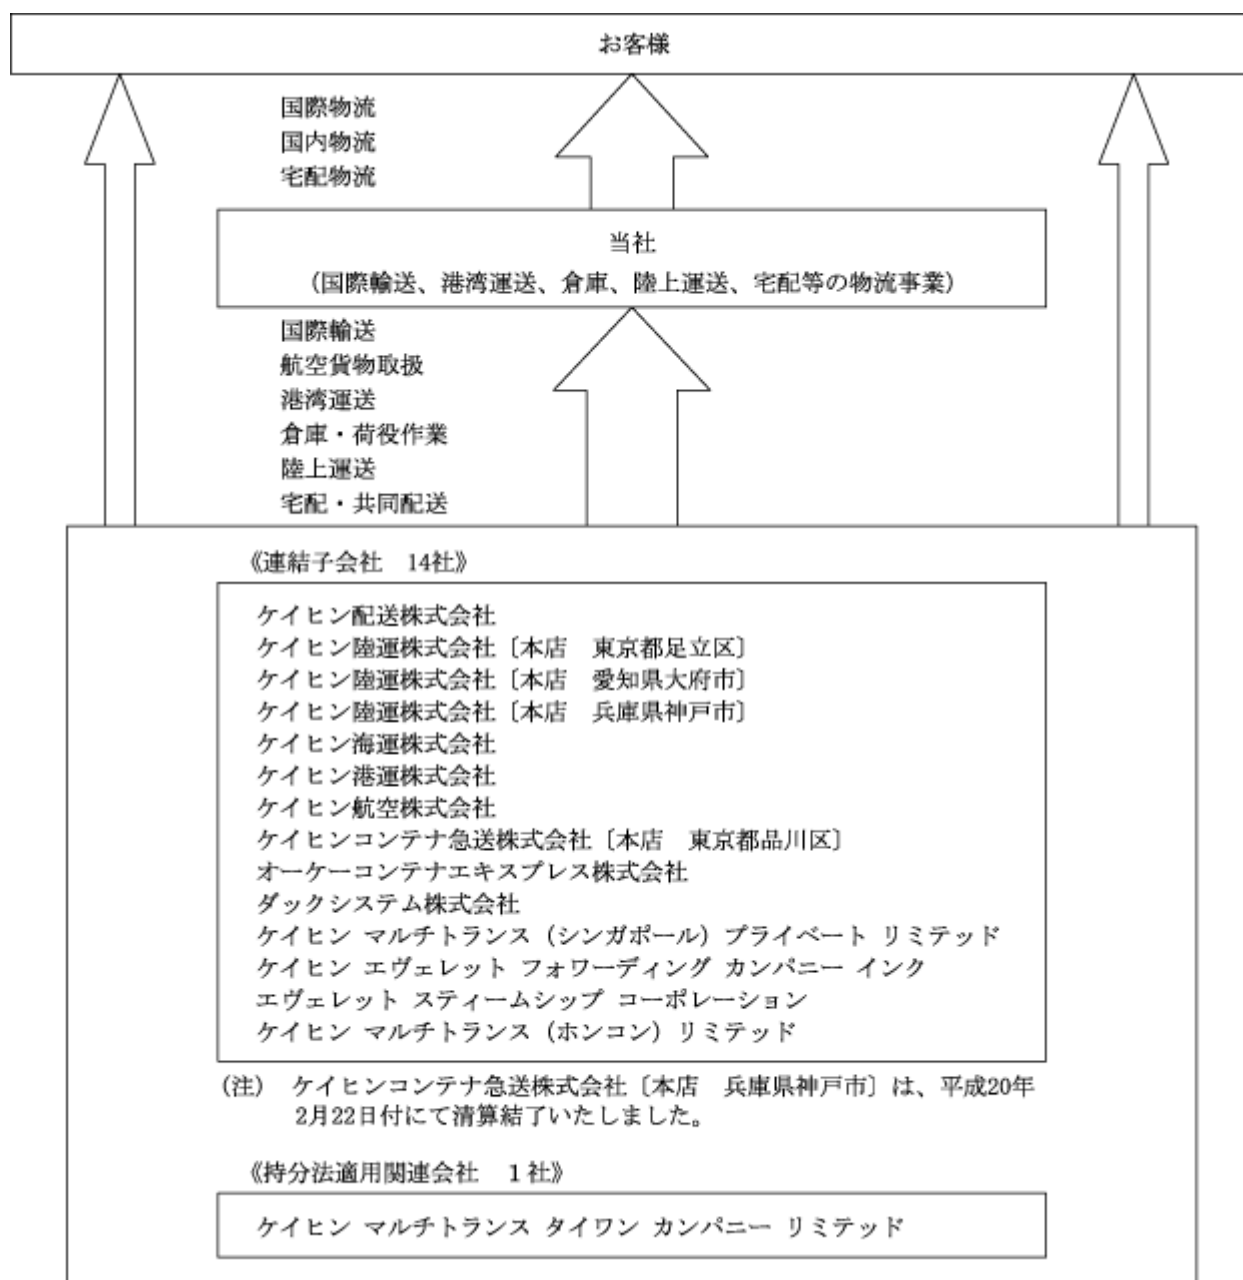 お客様
国際物流
国内物流
宅配物流
当社
(国際輸送、港湾運送、倉庫、陸上運送、宅配等の物流事業)
国際輸送
航空貨物取扱
港湾運送
倉庫・荷役作業
陸上運送
宅配・共同配送
《連結子会社　14社》
ケイヒン配送株式会社
ケイヒン陸運株式会社〔本店　東京都足立区〕
ケイヒン陸運株式会社〔本店　愛知県大府市〕
ケイヒン陸運株式会社〔本店　兵庫県神戸市〕
ケイヒン海運株式会社
ケイヒン港運株式会社
ケイヒン航空株式会社
ケイヒンコンテナ急送株式会社〔本店　東京都品川区〕
オーケーコンテナエキスプレス株式会社
ダックシステム株式会社
ケイヒン マルチトランス (シンガポール) プライベート リミテッド
ケイヒン エヴェレット フォワーディング カンパニー インク
エヴェレット スティームシップ コーポレーション
ケイヒン マルチトランス (ホンコン) リミテッド
(注)　ケイヒンコンテナ急送株式会社〔本店　兵庫県神戸市〕は、平成20年
2月22日付にて清算結了いたしました。
《持分法適用関連会社　１社》
ケイヒン マルチトランス タイワン カンパニー リミテッド